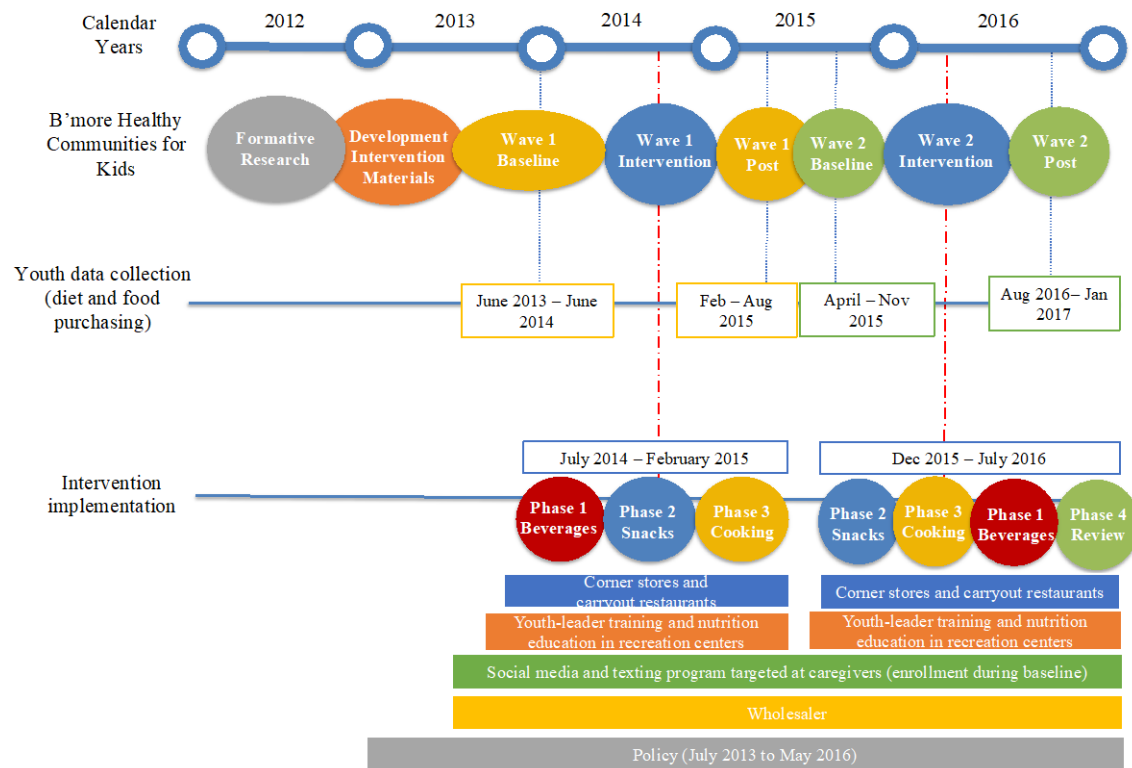 Calendar
Years
2012
2013
2014
2015
2016
B’more Healthy
Communities for
Kids
Formative
Research
Development
Intervention
Materials
Wave 1
Baseline
Wave 1
Intervention
Wave 1
Post
Wave 2
Baseline
Wave 2
Intervention
Wave 2
Post
Youth data collection
(diet and food
purchasing)
June 2013 – June
2014
Feb – Aug
2015
April – Nov
2015
Aug 2016– Jan
2017
Intervention
implementation
July 2014 – February 2015
Dec 2015 – July 2016
Phase 1
Beverages
Phase 2
Snacks
Phase 3
Cooking
Phase 2
Snacks
Phase 3
Cooking
Phase 1
Beverages
Phase 4
Review
Corner stores and
carryout restaurants
Corner stores and carryout restaurants
Youth-leader training and nutrition
education in recreation centers
Youth-leader training and nutrition
education in recreation centers
Social media and texting program targeted at caregivers (enrollment during baseline)
Wholesaler
Policy (July 2013 to May 2016)